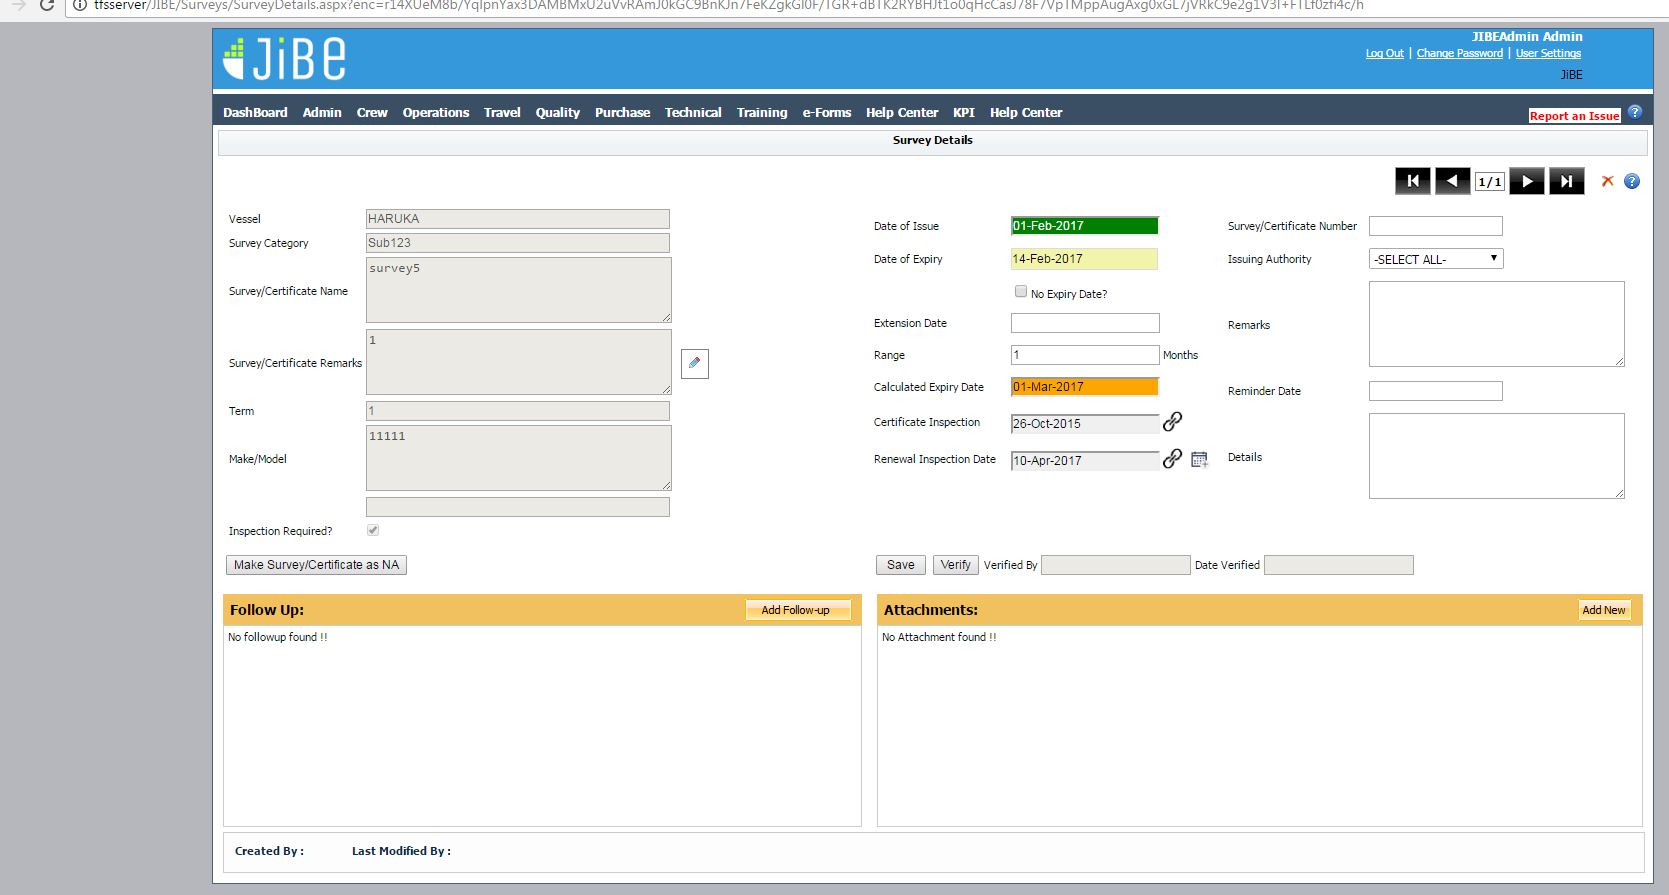 tfsserver/JIBE/Surveys/SurveyDetails.aspx?enc=
JiBE
JIBEAdmin Admin
Log Out | Change Password | User Settings
JiBE
DashBoard Admin Crew Operations Travel Quality Purchase Technical Training e-Forms Help Center KPI Help Center
Report an Issue ?
Survey Details
1/1
?
Vessel HARUKA
Survey Category Sub123
Survey/Certificate Name survey5
Survey/Certificate Remarks 1
Term 1
Make/Model 11111
Inspection Required?
Date of Issue 01-Feb-2017
Date of Expiry 14-Feb-2017
No Expiry Date?
Extension Date
Range 1 Months
Calculated Expiry Date 01-Mar-2017
Certificate Inspection 26-Oct-2015
Renewal Inspection Date 10-Apr-2017
Survey/Certificate Number
Issuing Authority -SELECT ALL-
Remarks
Reminder Date
Details
Make Survey/Certificate as NA
Save Verify Verified By Date Verified
Follow Up: Add Follow-up
No followup found !!
Attachments: Add New
No Attachment found !!
Created By : Last Modified By :